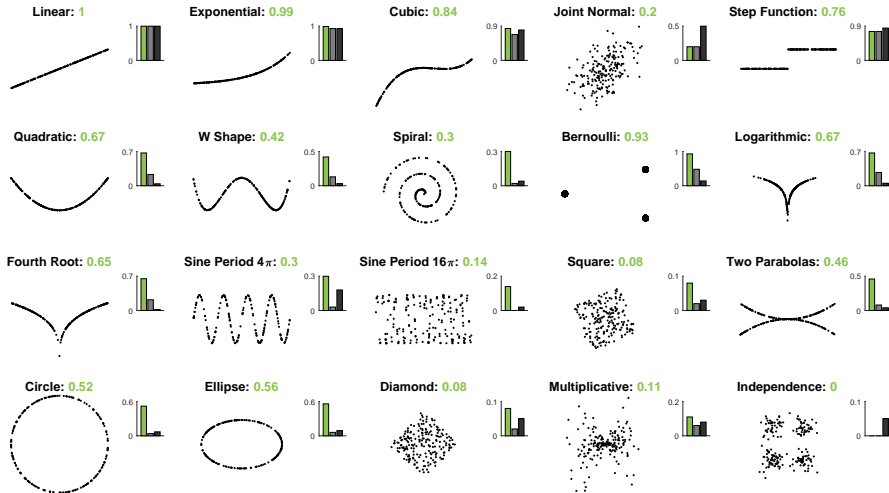 Linear: 1
1
0
Exponential: 0.99
1
0
Cubic: 0.84
1
0
Joint Normal: 0.2
0.5
0
Step Function: 0.76
0.9
0
Quadratic: 0.67
0.7
0
W Shape: 0.42
0.5
0
Spiral: 0.3
0.3
0
Bernoulli: 0.93
1
0
Logarithmic: 0.67
0.7
0
Fourth Root: 0.65
0.7
0
Sine Period 4π: 0.3
0.3
0
Sine Period 16π: 0.14
0.2
0
Square: 0.08
0.1
0
Two Parabolas: 0.46
0.5
0
Circle: 0.52
0.6
0
Ellipse: 0.56
0.6
0
Diamond: 0.08
0.1
0
Multiplicative: 0.11
0.2
0
Independence: 0
0.1
0